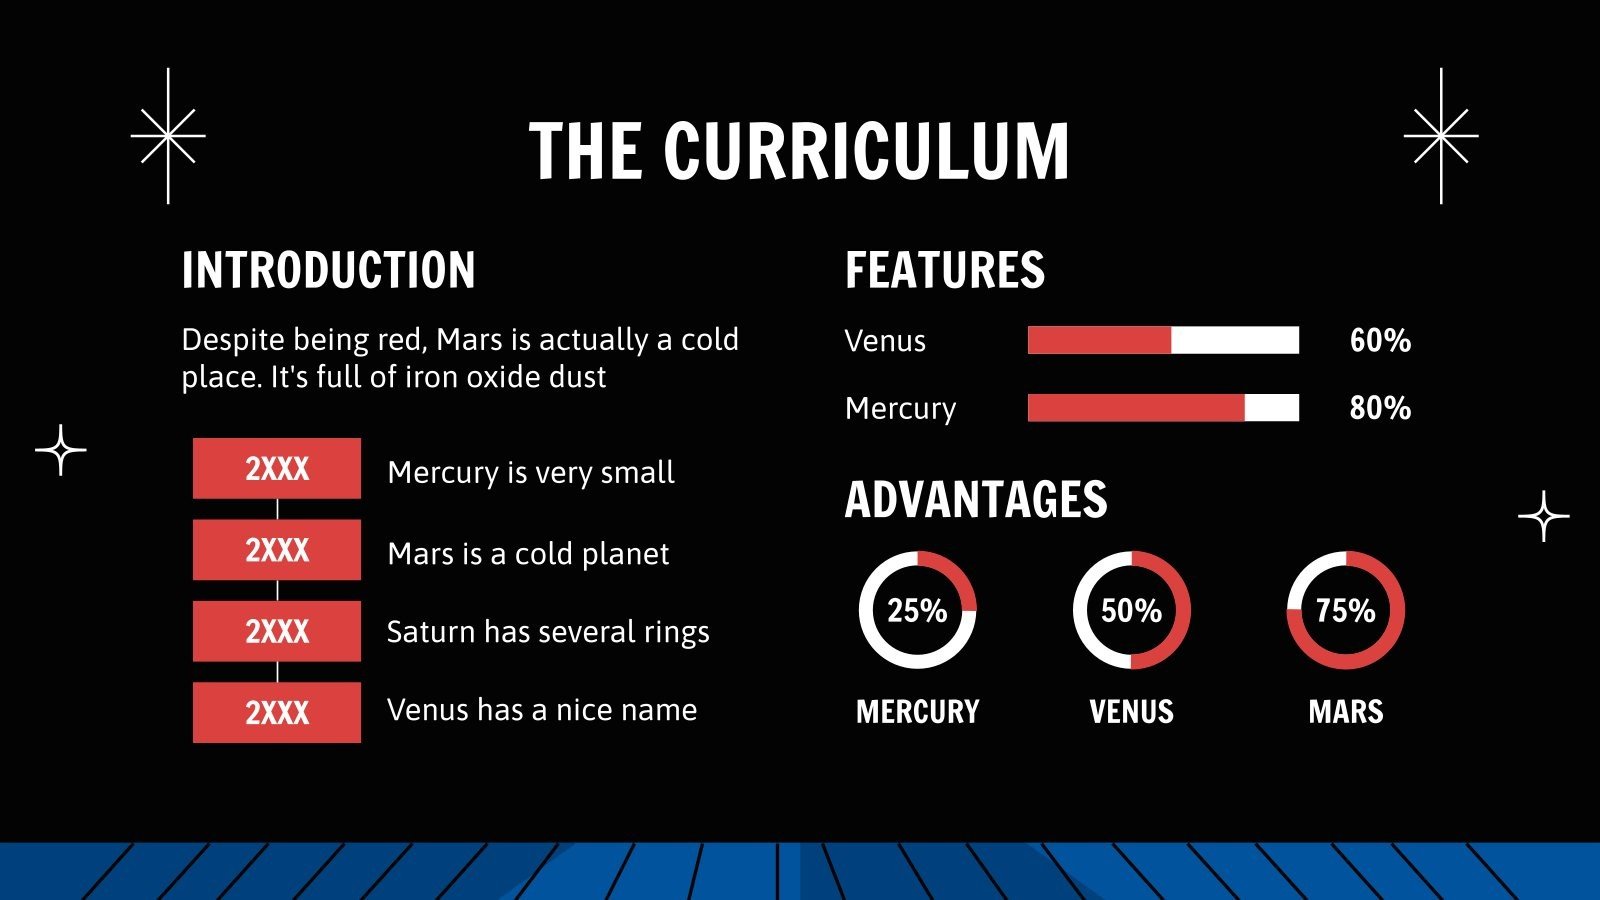 THE CURRICULUM
INTRODUCTION
Despite being red, Mars is actually a cold
place. It's full of iron oxide dust
2XXX Mercury is very small
2XXX Mars is a cold planet
2XXX Saturn has several rings
2XXX Venus has a nice name
FEATURES
Venus 60%
Mercury 80%
ADVANTAGES
25% 50% 75%
MERCURY VENUS MARS